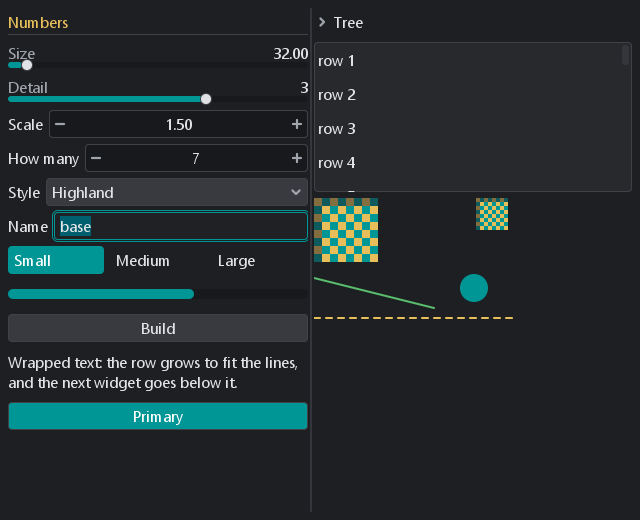 Numbers
Size 32.00
Detail 3
Scale 1.50
How many 7
Style Highland
Name base
Small Medium Large
Build
Wrapped text: the row grows to fit the lines,
and the next widget goes below it.
Primary
Tree
row 1
row 2
row 3
row 4